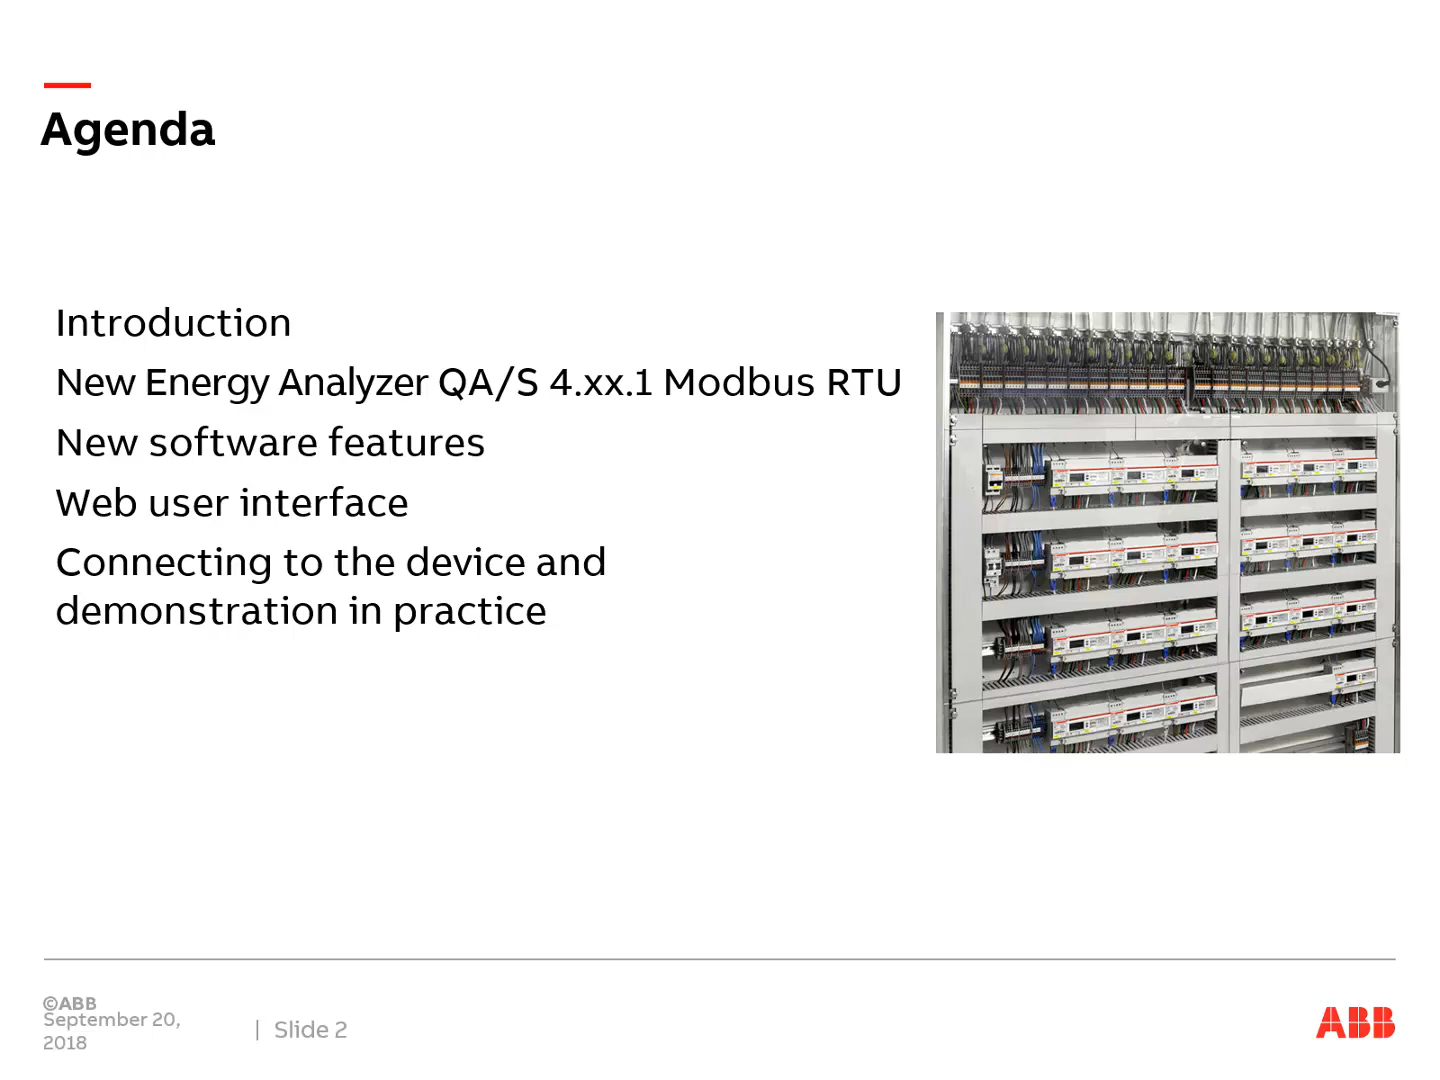 Agenda
Introduction
New Energy Analyzer QA/S 4.xx.1 Modbus RTU
New software features
Web user interface
Connecting to the device and
demonstration in practice
©ABB
September 20,
2018
| Slide 2
ABB